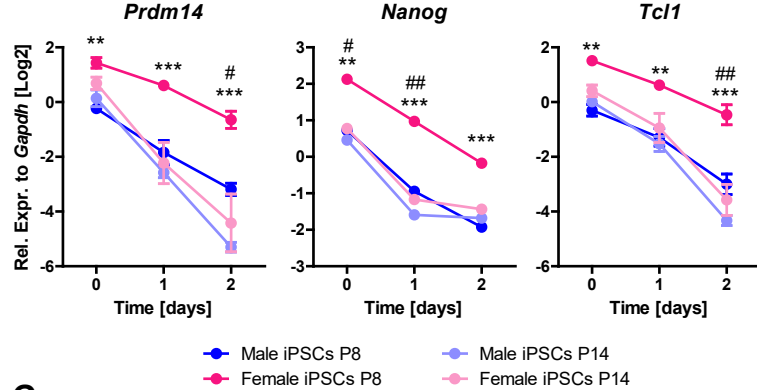 Prdm14 Nanog Tcl1
Rel. Expr. to Gapdh [Log2]
2
0
-2
-4
-6
** *** #
***
0 1 2
Time [days]
3
2
1
0
-1
-2
-3
#
** ##
*** ***
0 1 2
Time [days]
2
0
-2
-4
-6
** ** ##
***
0 1 2
Time [days]
Male iPSCs P8 Male iPSCs P14
Female iPSCs P8 Female iPSCs P14